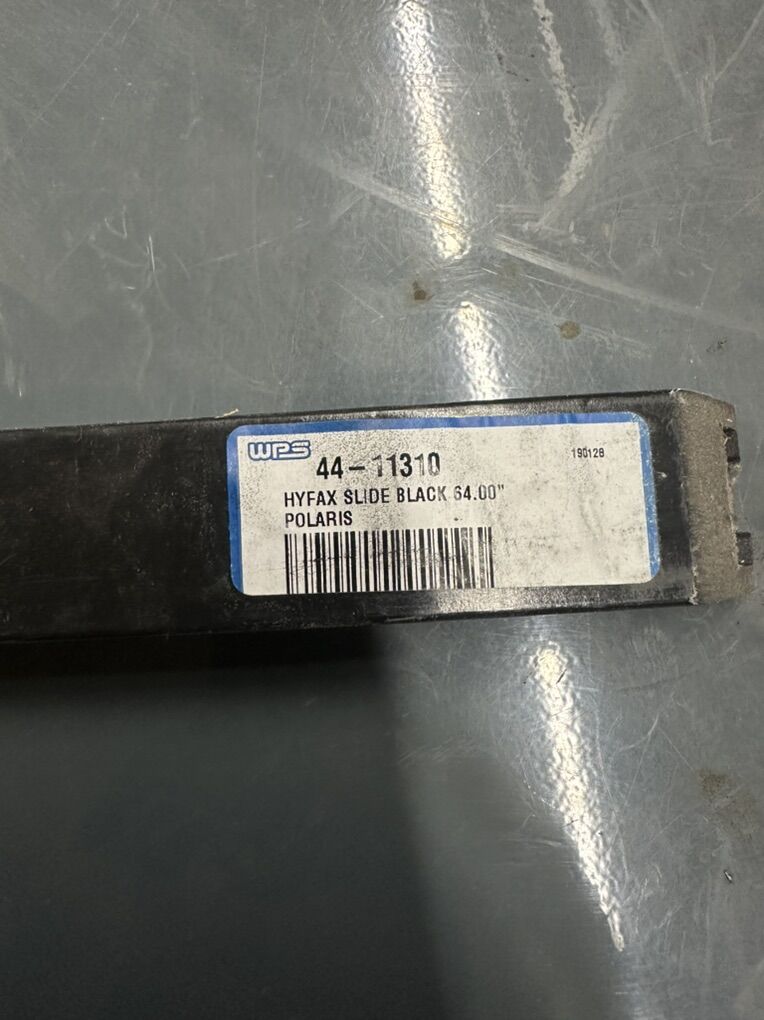 WPS
44-11310
190128
HYFAX SLIDE BLACK 64.00"
POLARIS